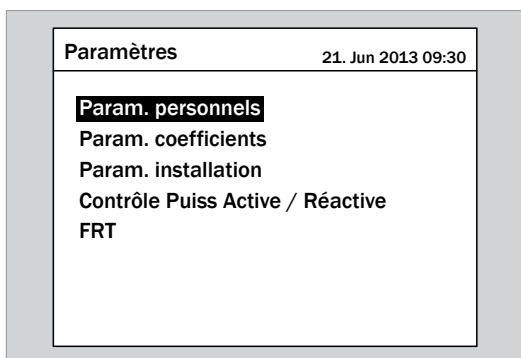 Paramètres 21. Jun 2013 09:30
Param. personnels
Param. coefficients
Param. installation
Contrôle Puiss Active / Réactive
FRT